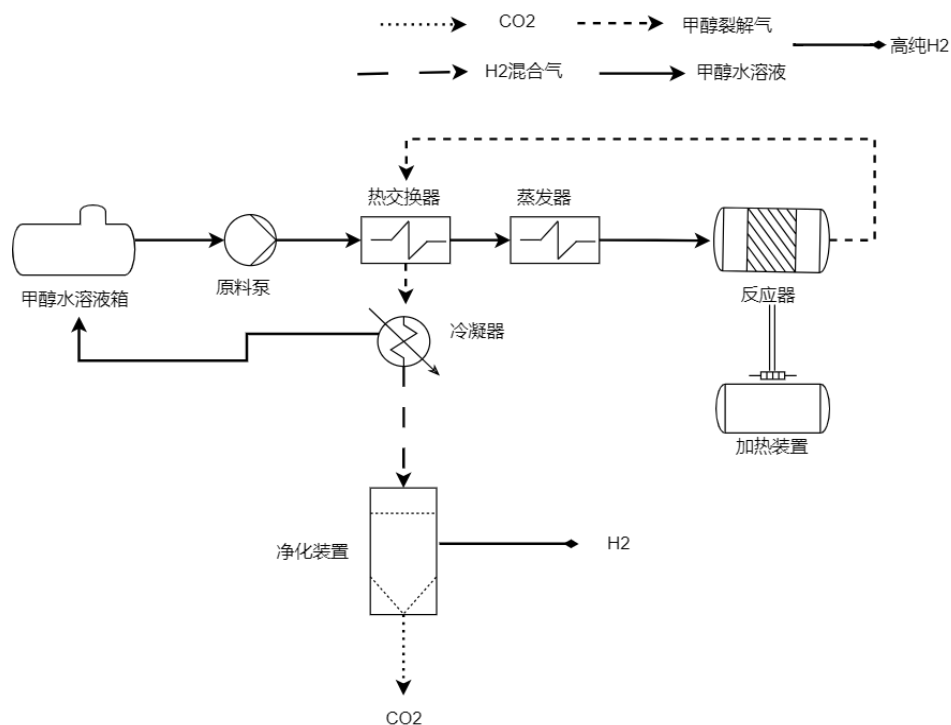 CO2
甲醇裂解气
高纯H2
H2混合气
甲醇水溶液
热交换器
蒸发器
甲醇水溶液箱
原料泵
反应器
冷凝器
加热装置
净化装置
H2
CO2